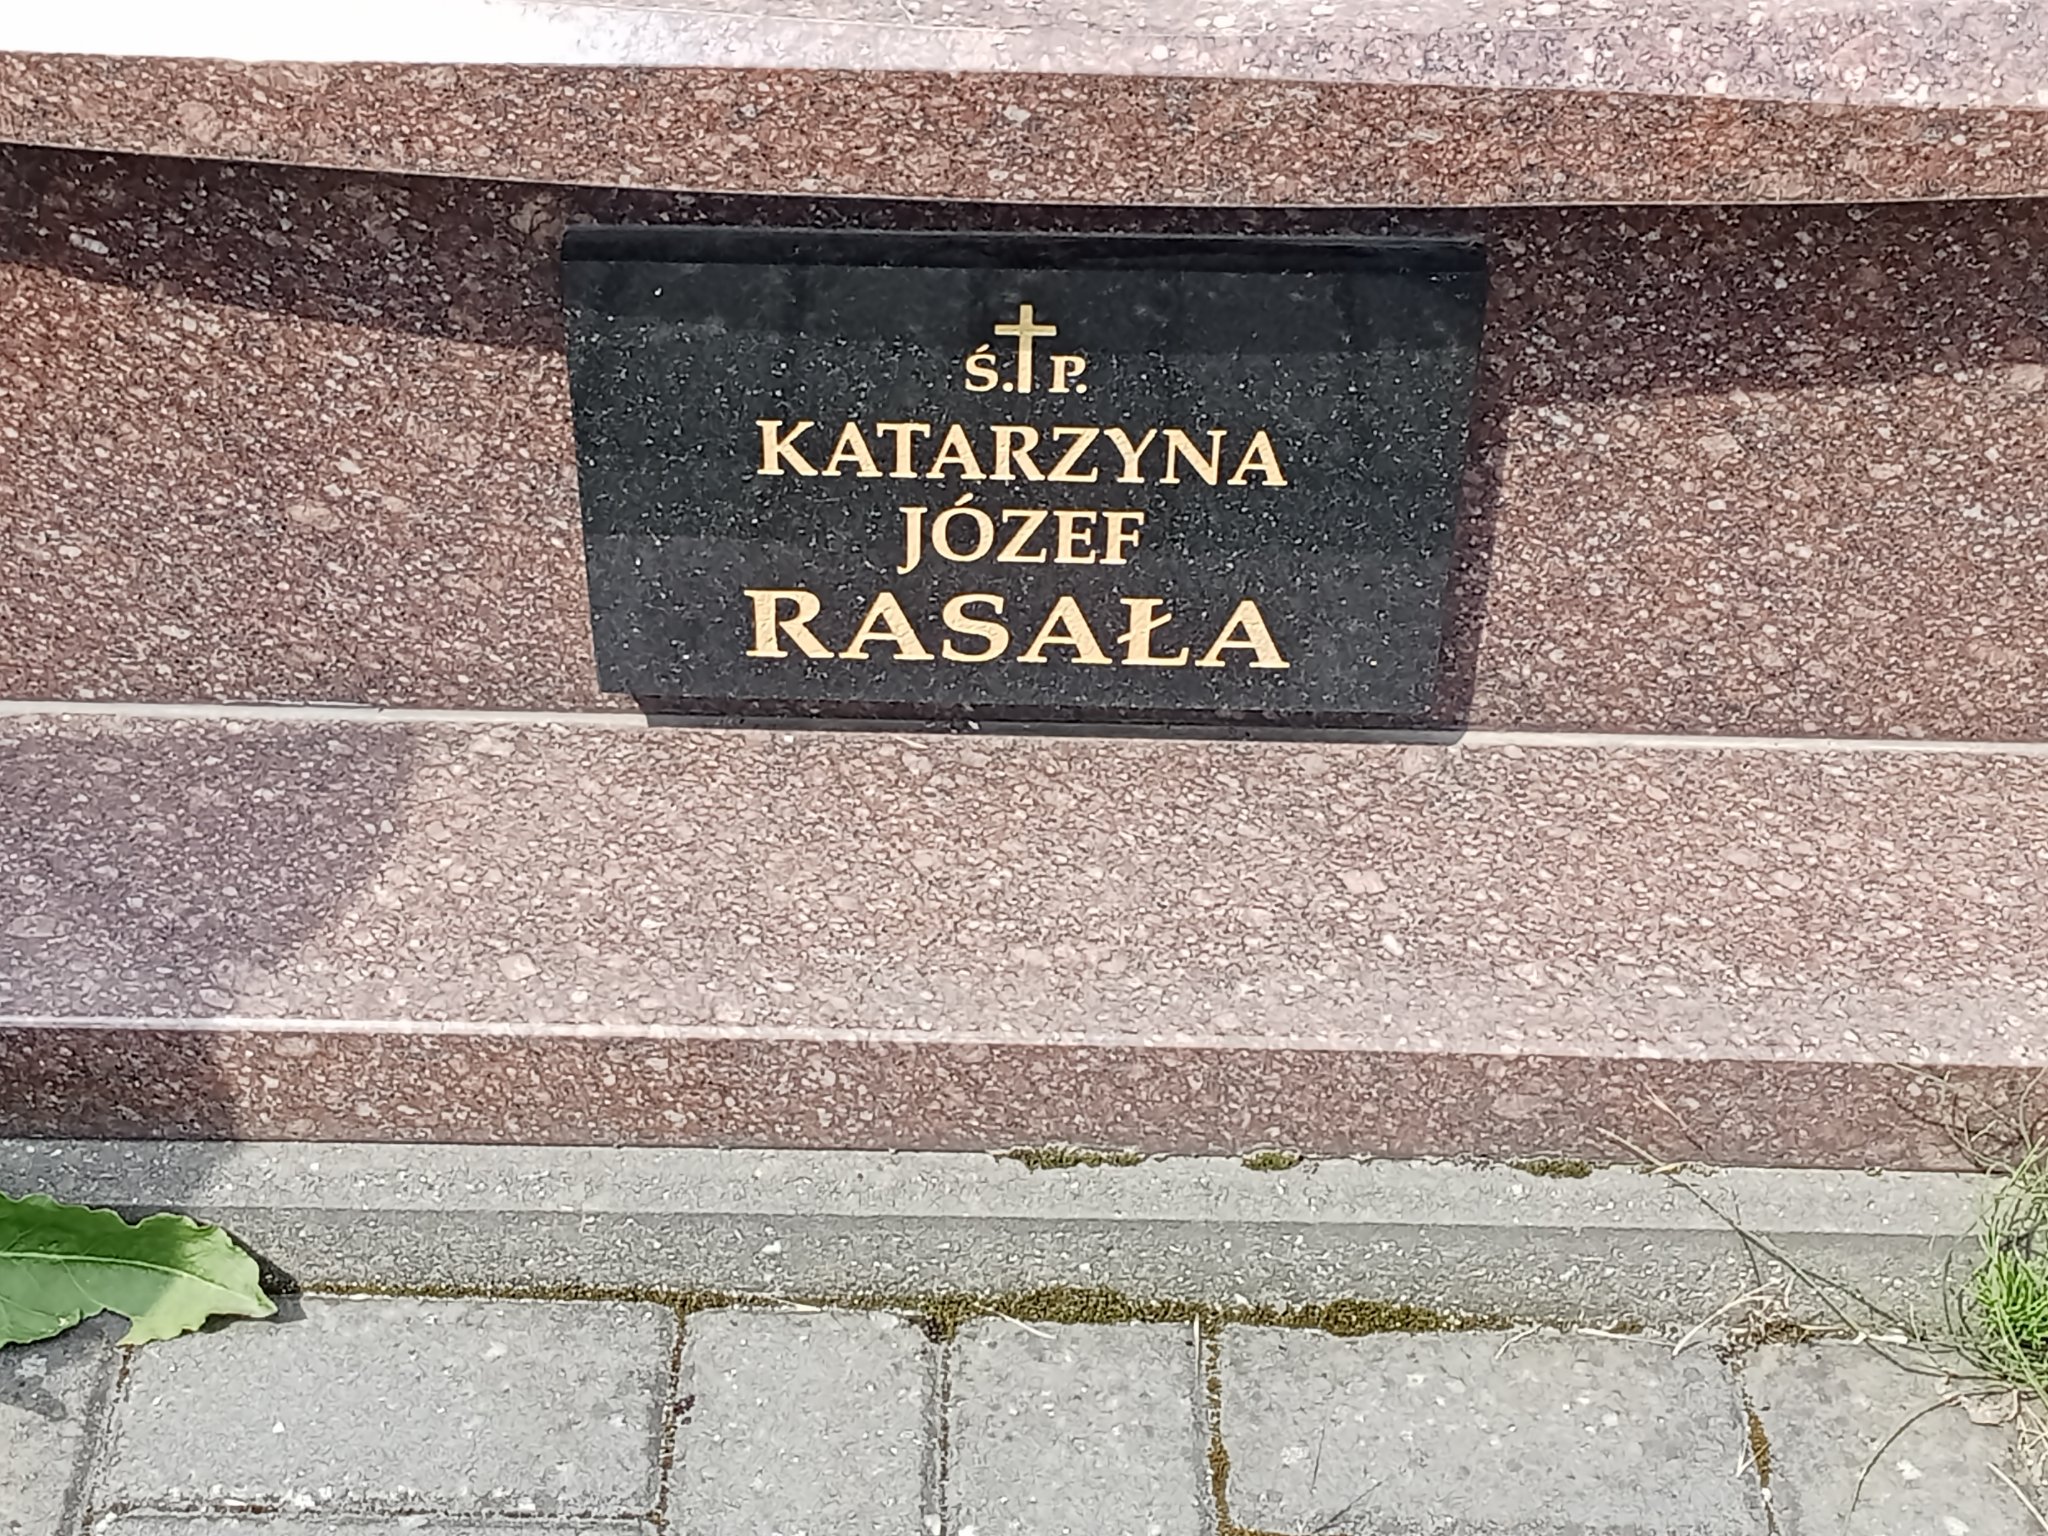 Ś. P.
KATARZYNA
JÓZEF
RASAŁA